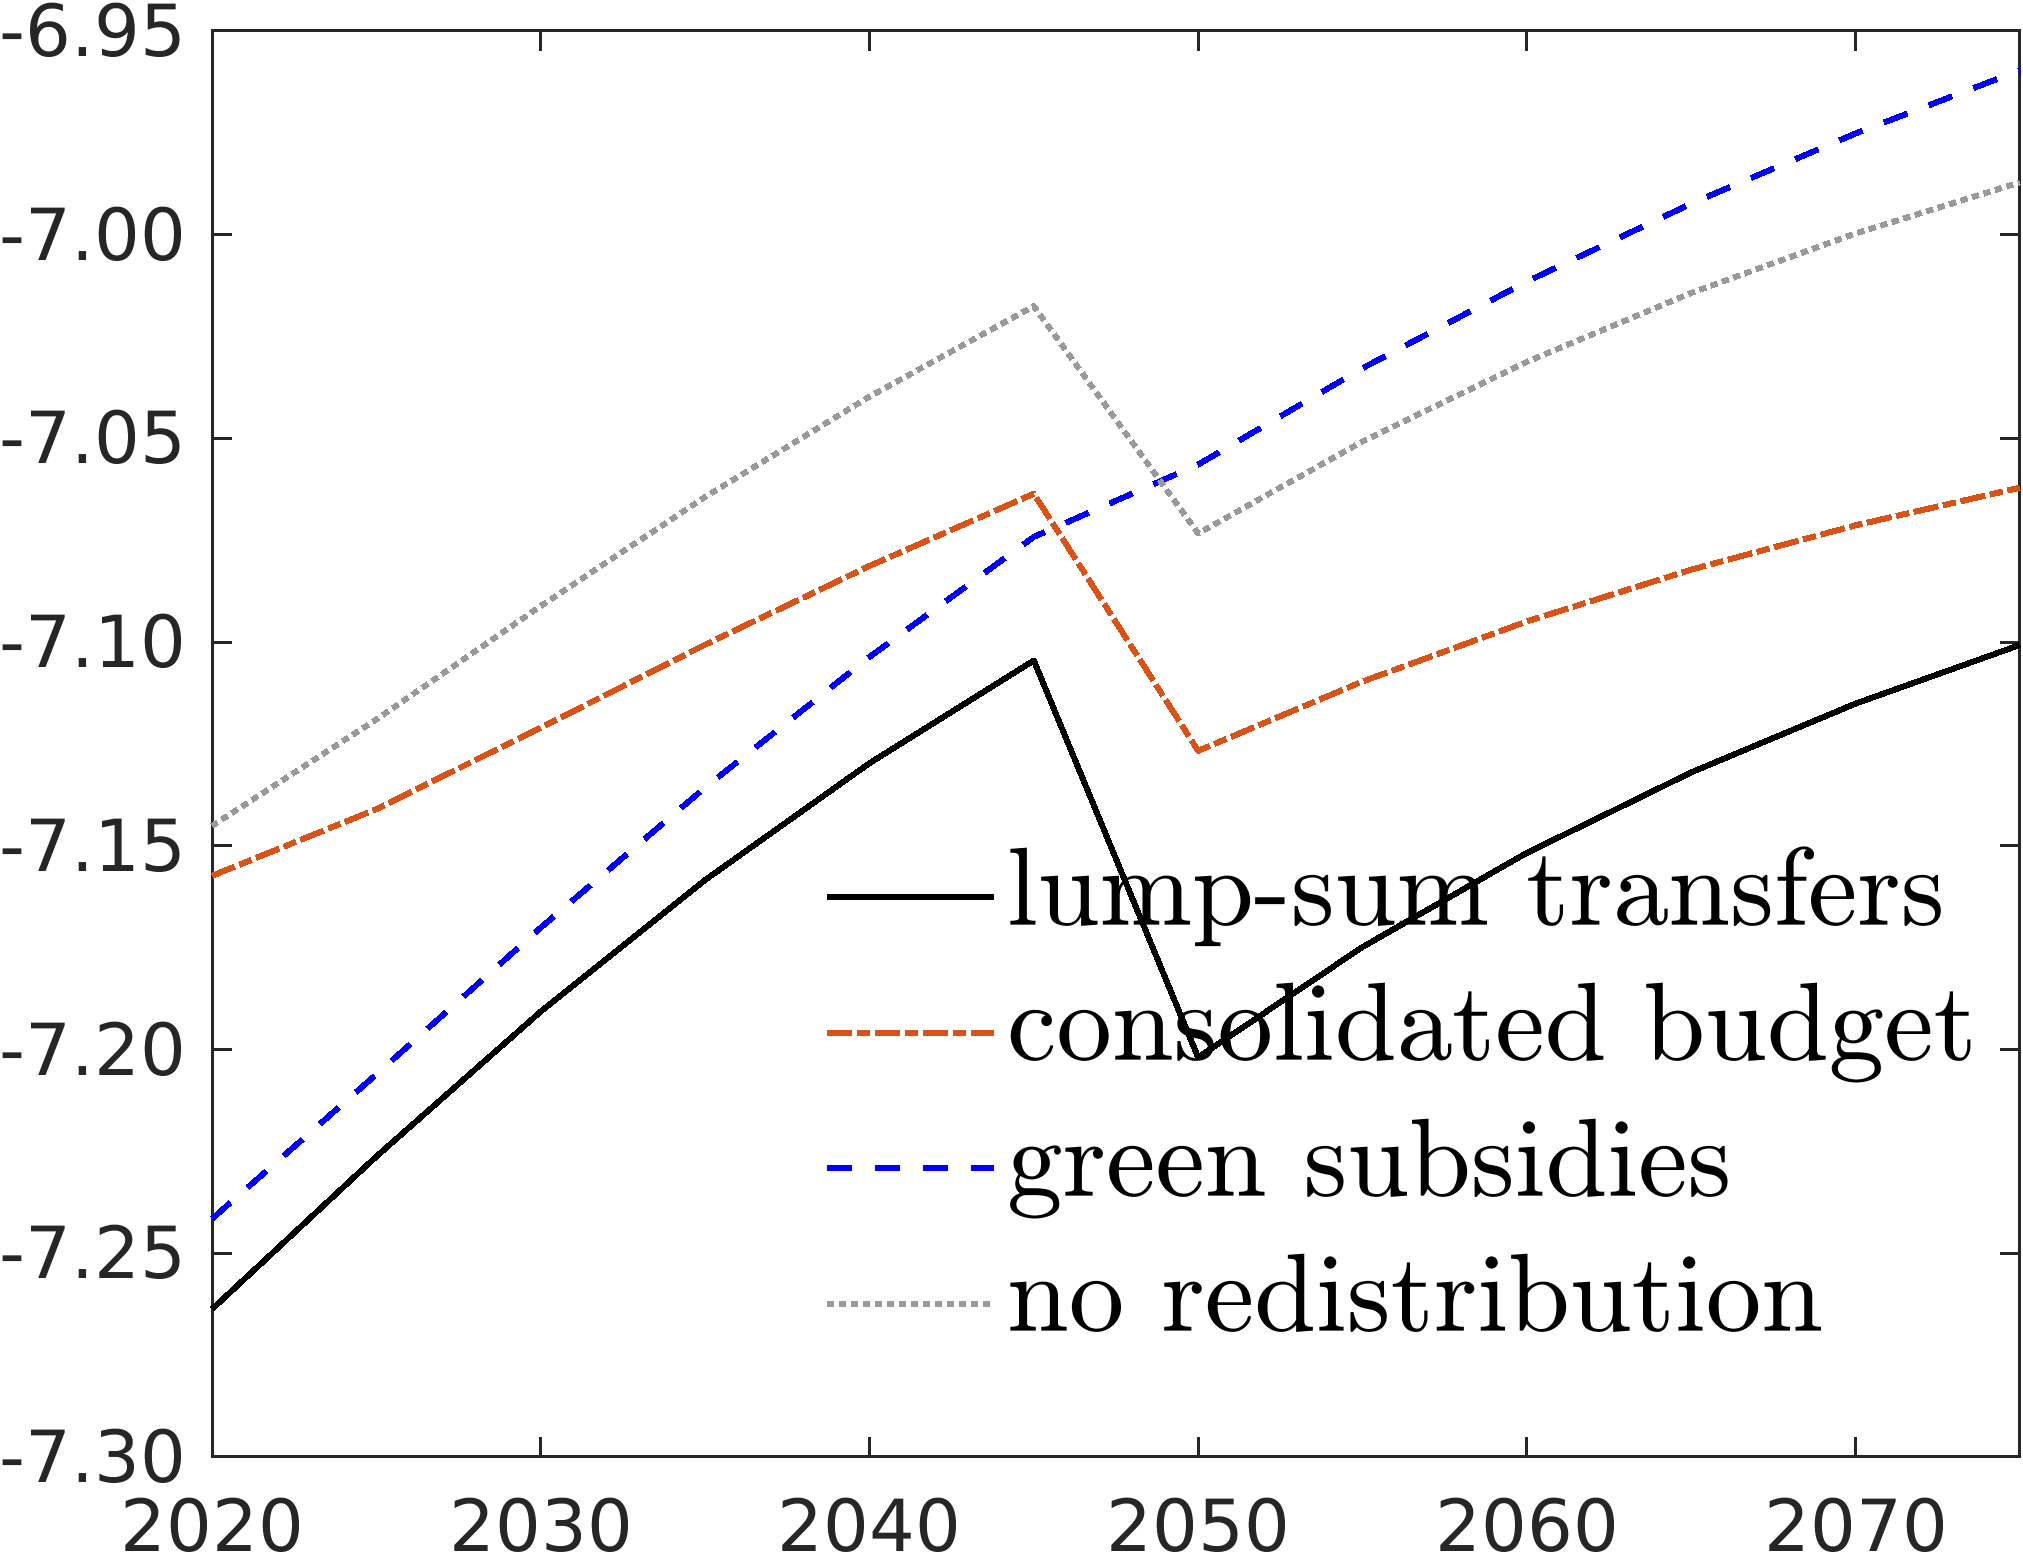 -6.95
-7.00
-7.05
-7.10
-7.15
-7.20
-7.25
-7.30
2020 2030 2040 2050 2060 2070
lump-sum transfers
consolidated budget
green subsidies
no redistribution